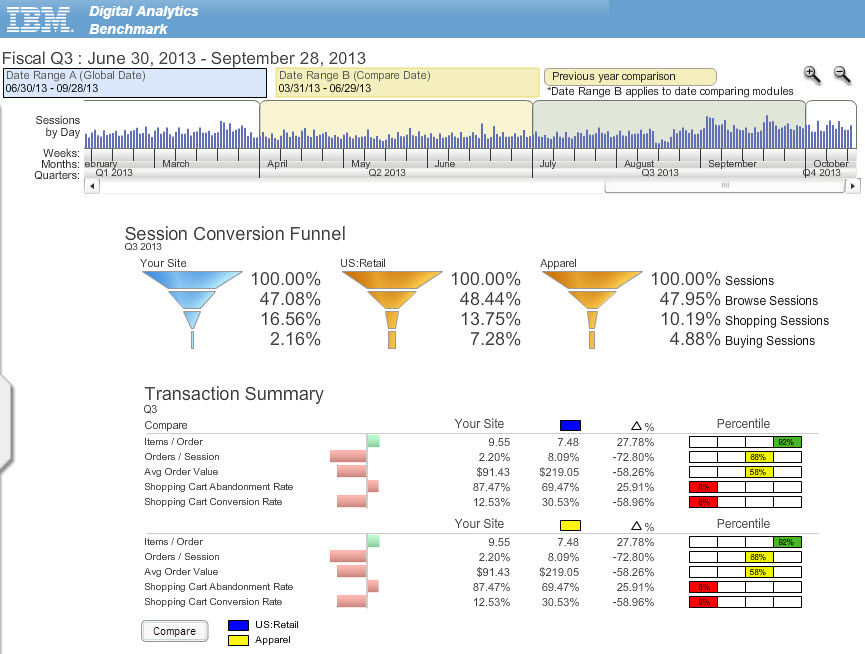 IBM. Digital Analytics
Benchmark
Fiscal Q3 : June 30, 2013 - September 28, 2013
Date Range A (Global Date)
06/30/13 - 09/28/13
Date Range B (Compare Date)
03/31/13 - 06/29/13
Previous year comparison
*Date Range B applies to date comparing modules
Sessions
by Day
Weeks:
Months: ebruary March April May June July August September October
Quarters: Q1 2013 Q2 2013 Q3 2013 Q4 2013
Session Conversion Funnel
Q3 2013
Your Site US:Retail Apparel
100.00% 100.00% 100.00% Sessions
47.08% 48.44% 47.95% Browse Sessions
16.56% 13.75% 10.19% Shopping Sessions
2.16% 7.28% 4.88% Buying Sessions
Transaction Summary
Q3
Compare Your Site Δ % Percentile
Items / Order 9.55 7.48 27.78% 92%
Orders / Session 2.20% 8.09% -72.80%
Avg Order Value $91.43 $219.05 -58.26% 58%
Shopping Cart Abandonment Rate 87.47% 69.47% 25.91%
Shopping Cart Conversion Rate 12.53% 30.53% -58.96%
Your Site Δ % Percentile
Items / Order 9.55 7.48 27.78% 92%
Orders / Session 2.20% 8.09% -72.80%
Avg Order Value $91.43 $219.05 -58.26% 58%
Shopping Cart Abandonment Rate 87.47% 69.47% 25.91%
Shopping Cart Conversion Rate 12.53% 30.53% -58.96%
Compare
US:Retail
Apparel